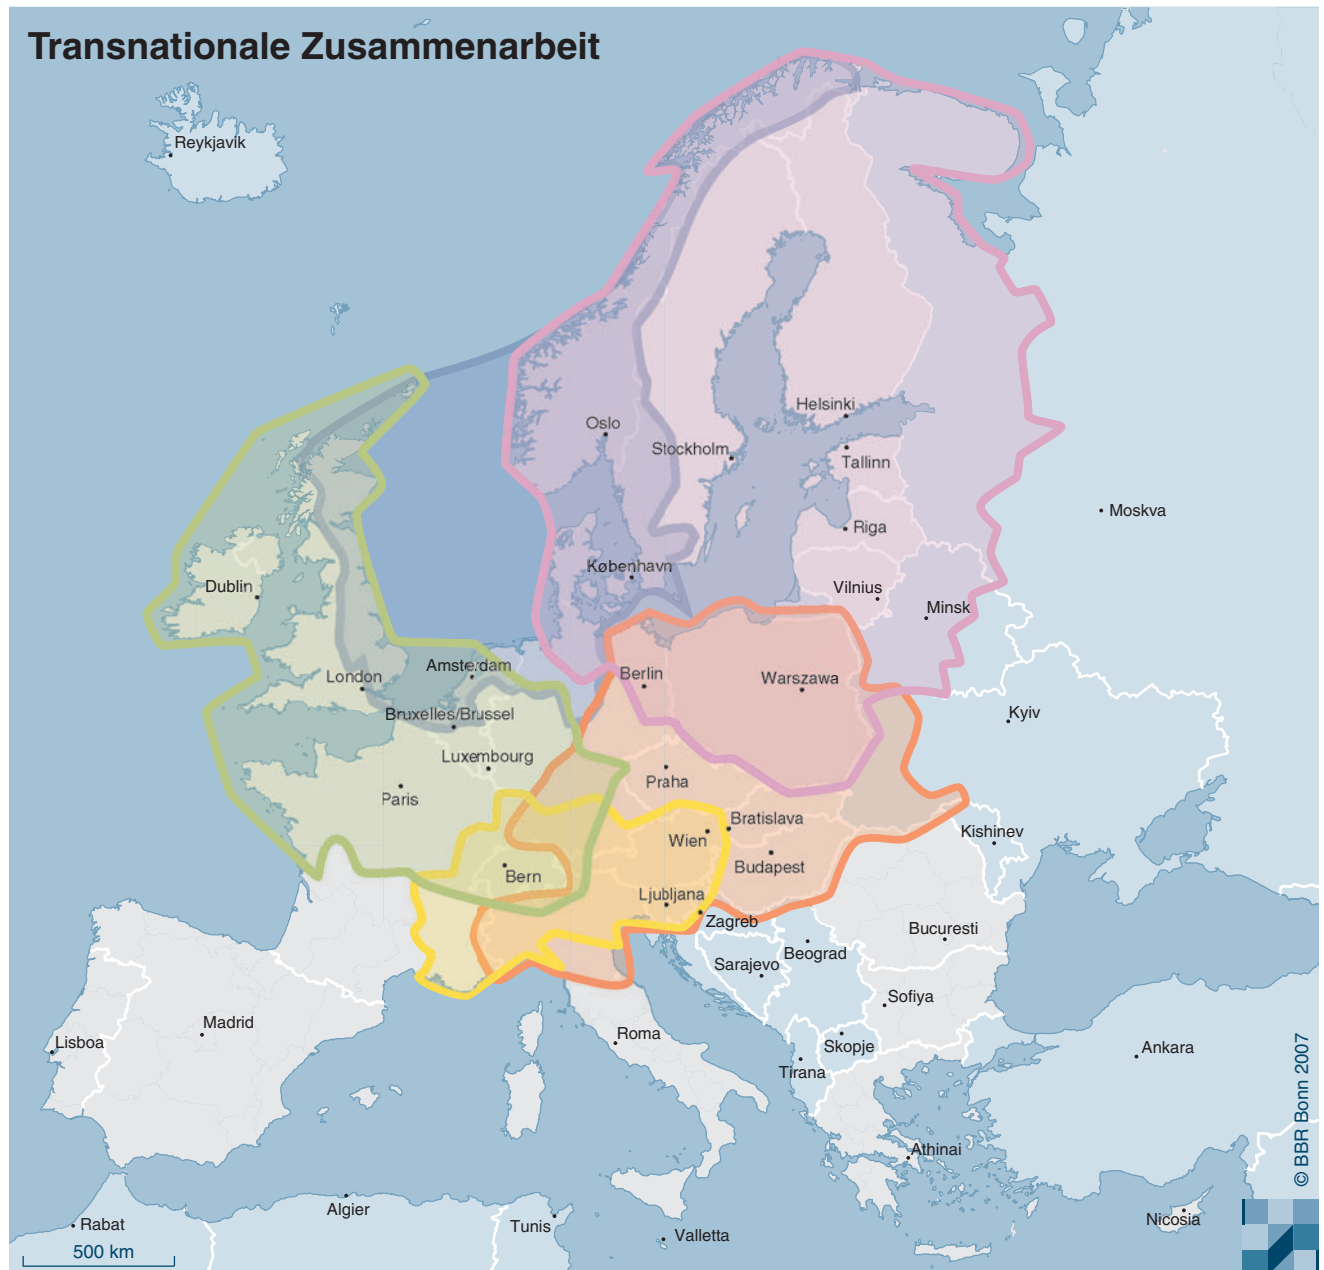 Transnationale Zusammenarbeit
Reykjavik
Helsinki
Oslo
Stockholm
Tallinn
Moskva
Riga
København
Dublin
Vilnius
Minsk
Amsterdam
London
Berlin
Warszawa
Bruxelles/Brussel
Kyiv
Luxembourg
Praha
Paris
Bratislava
Wien
Kishinev
Budapest
Bern
Ljubljana
Zagreb
Bucuresti
Beograd
Sarajevo
Sofiya
Madrid
Roma
Lisboa
Skopje
Ankara
Tirana
Athinai
© BBR Bonn 2007
Algier
Rabat
Tunis
Valletta
Nicosia
500 km